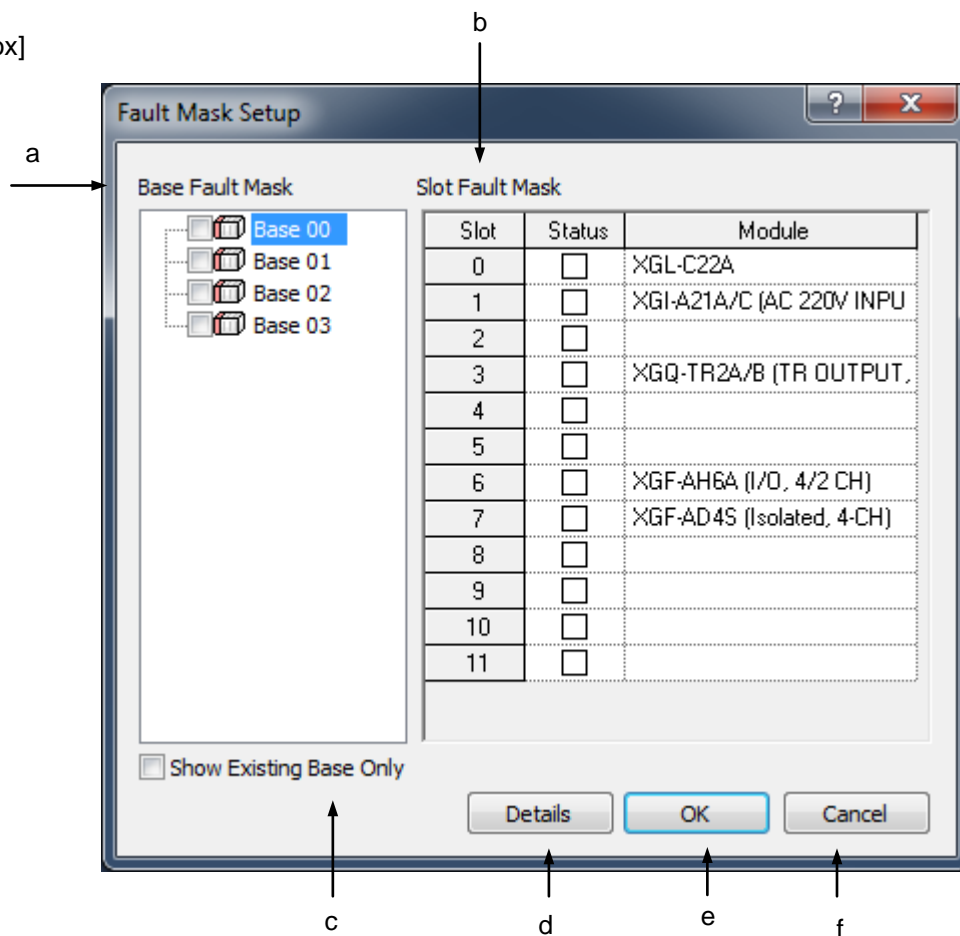 b
ox]
Fault Mask Setup
?
x
a
Base Fault Mask
Slot Fault Mask
Base 00
Base 01
Base 02
Base 03
Slot Status Module
0 XGL-C22A
1 XGI-A21A/C (AC 220V INPU
2
3 XGQ-TR2A/B (TR OUTPUT,
4
5
6 XGF-AH6A (I/O, 4/2 CH)
7 XGF-AD4S (Isolated, 4-CH)
8
9
10
11
Show Existing Base Only
Details
OK
Cancel
c
d
e
f